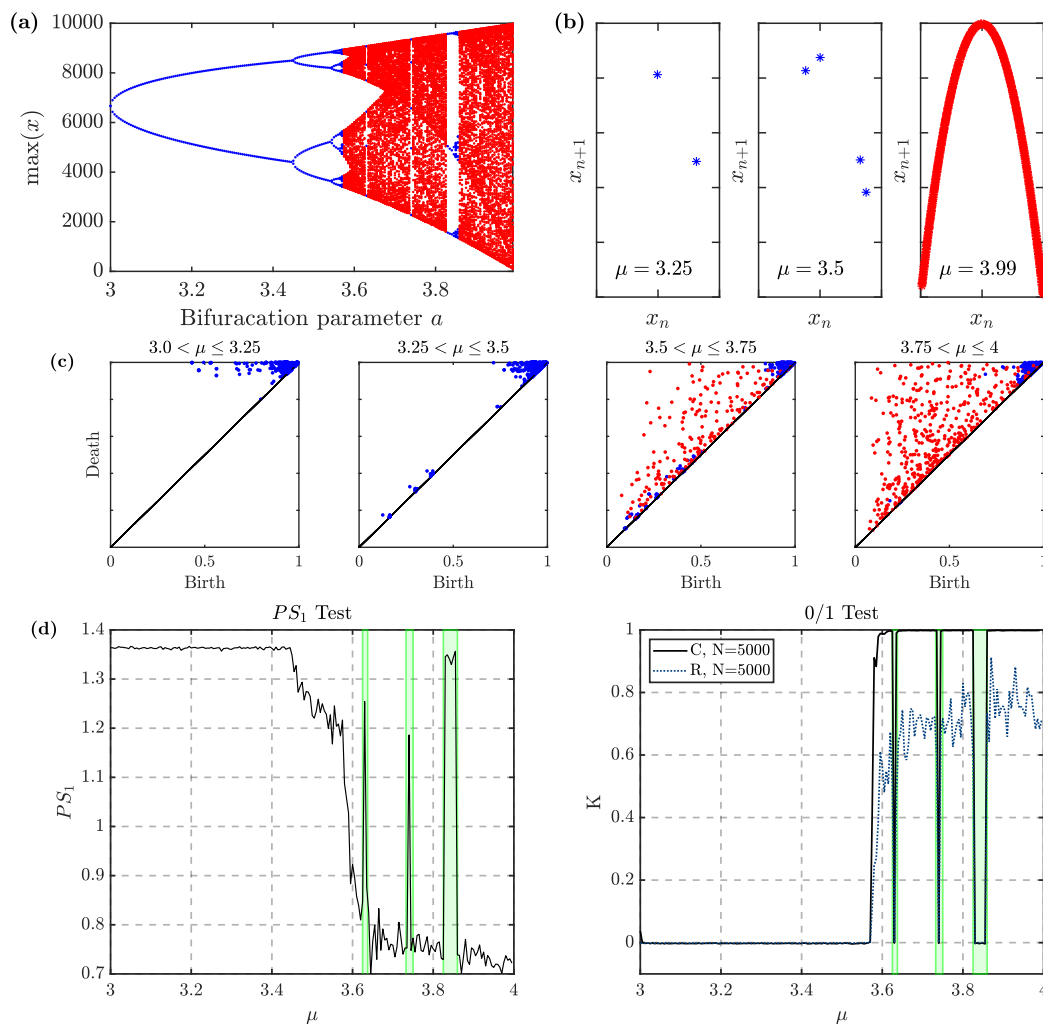 (a)
10000
8000
6000
4000
2000
0
max(x)
3 3.2 3.4 3.6 3.8
Bifuracation parameter a
(b)
x_{n+1} x_{n+1} x_{n+1}
μ = 3.25 μ = 3.5 μ = 3.99
x_n x_n x_n
(c)
3.0 < μ ≤ 3.25 3.25 < μ ≤ 3.5 3.5 < μ ≤ 3.75 3.75 < μ ≤ 4
Death
0 0.5 1 0 0.5 1 0 0.5 1 0 0.5 1
Birth Birth Birth Birth
(d)
PS₁ Test
1.4
1.3
1.2
1.1
1
0.9
0.8
0.7
PS₁
3 3.2 3.4 3.6 3.8 4
μ
0/1 Test
C, N=5000
R, N=5000
1
0.8
0.6
0.4
0.2
0
K
3 3.2 3.4 3.6 3.8 4
μ